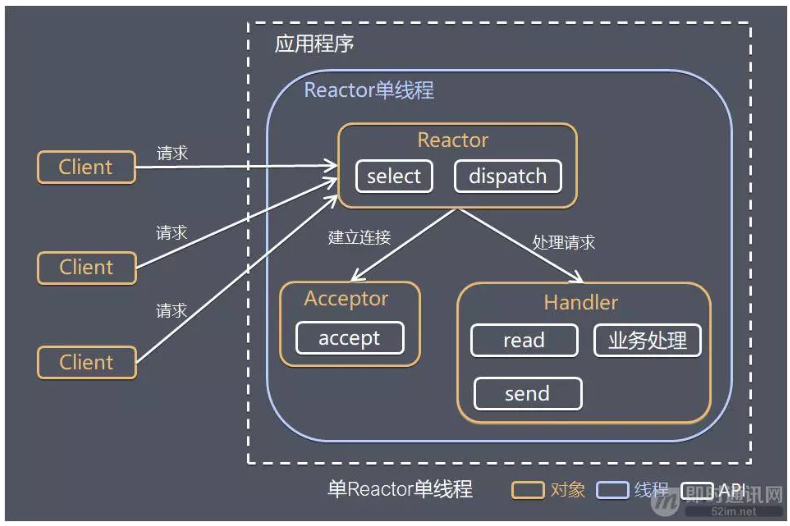 应用程序
Reactor单线程
Reactor
select
dispatch
Client
请求
Client
请求
Client
请求
建立连接
处理请求
Acceptor
accept
Handler
read
业务处理
send
单Reactor单线程
对象
线程
API
即时通讯网
52im.net